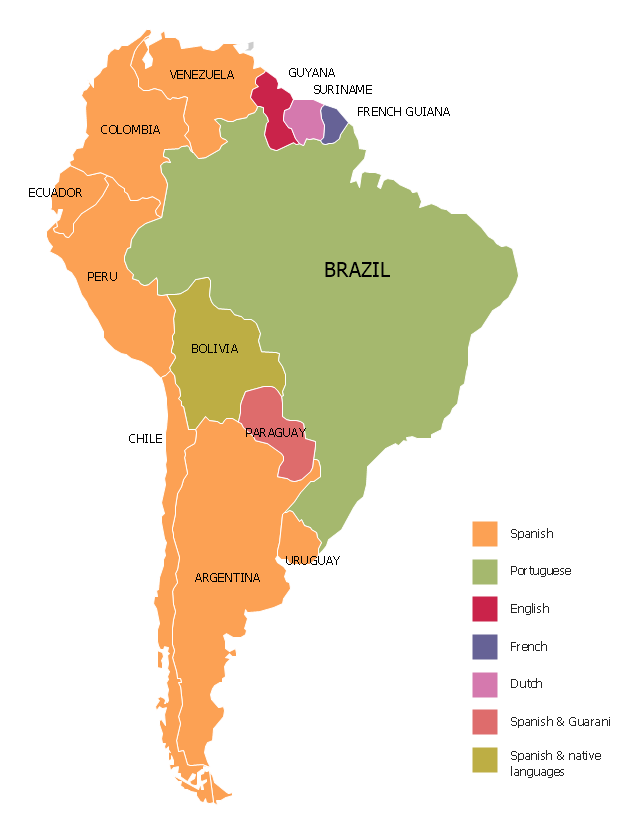 VENEZUELA
GUYANA
SURINAME
FRENCH GUIANA
COLOMBIA
ECUADOR
BRAZIL
PERU
BOLIVIA
PARAGUAY
CHILE
URUGUAY
ARGENTINA
Spanish
Portuguese
English
French
Dutch
Spanish & Guarani
Spanish & native
languages